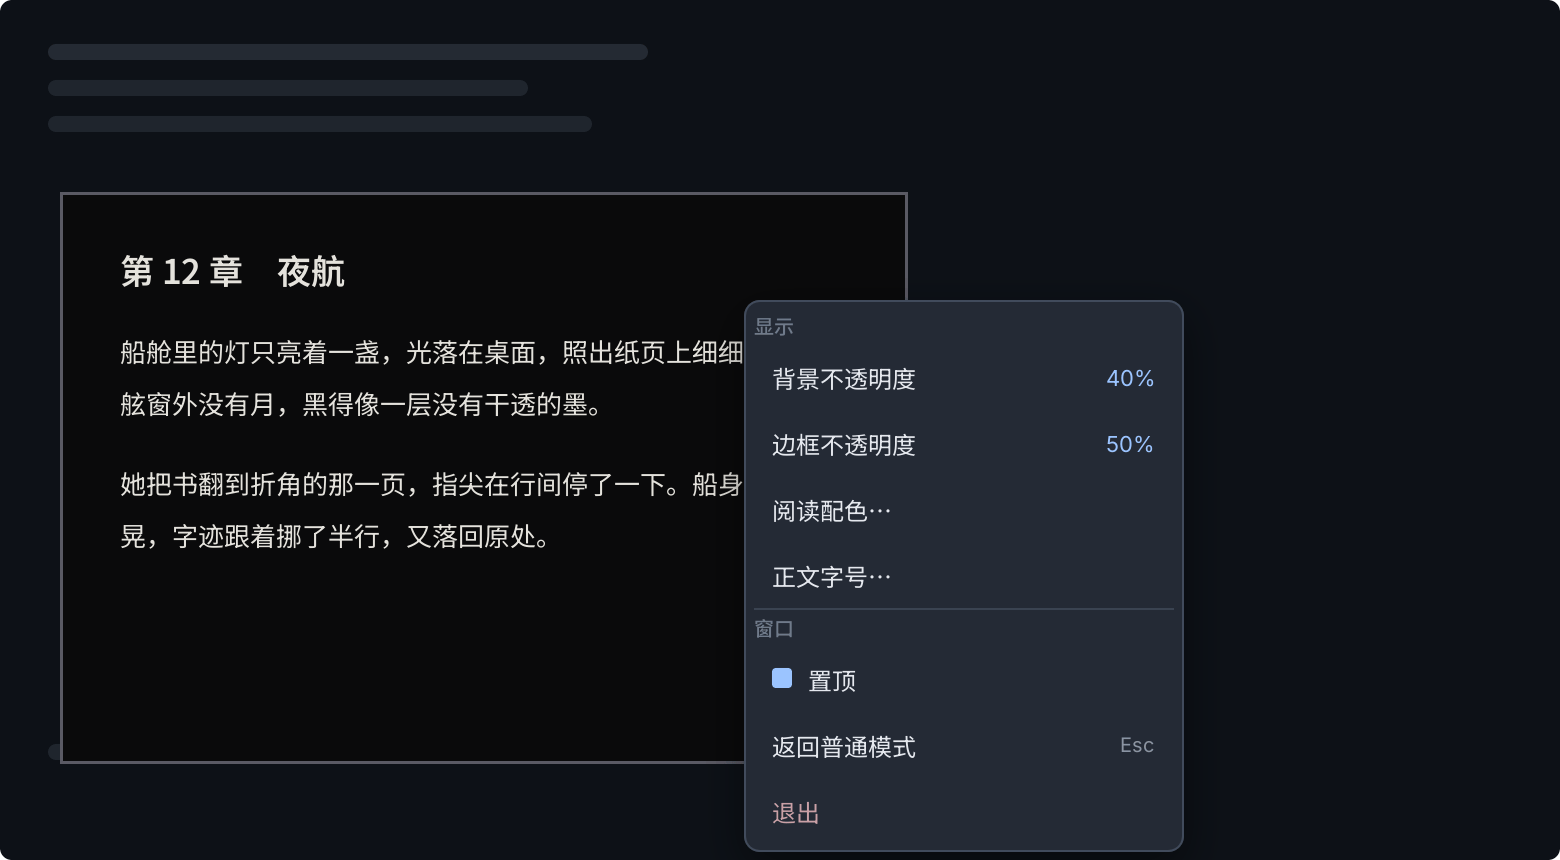 第 12 章　夜航
船舱里的灯只亮着一盏，光落在桌面，照出纸页上细细
舷窗外没有月，黑得像一层没有干透的墨。
她把书翻到折角的那一页，指尖在行间停了一下。船身
晃，字迹跟着挪了半行，又落回原处。
显示
背景不透明度 40%
边框不透明度 50%
阅读配色…
正文字号…
窗口
置顶
返回普通模式 Esc
退出